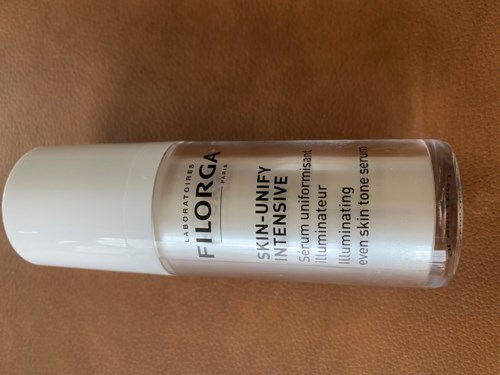 LABORATOIRES
FILORGA
PARIS
SKIN-UNIFY
INTENSIVE
Sérum uniformisant
illuminateur
Illuminating
even skin tone serum